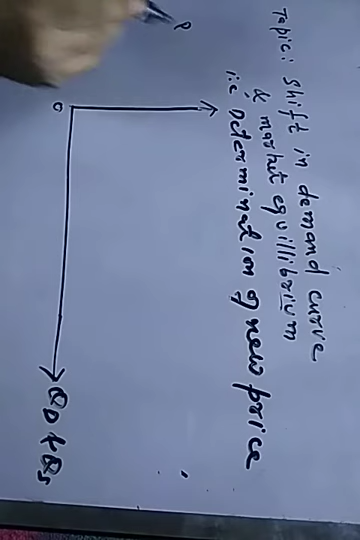 Topic: Shift in demand curve
& market equillibrium
i.e. Determination of new price
P
O
QD & QS